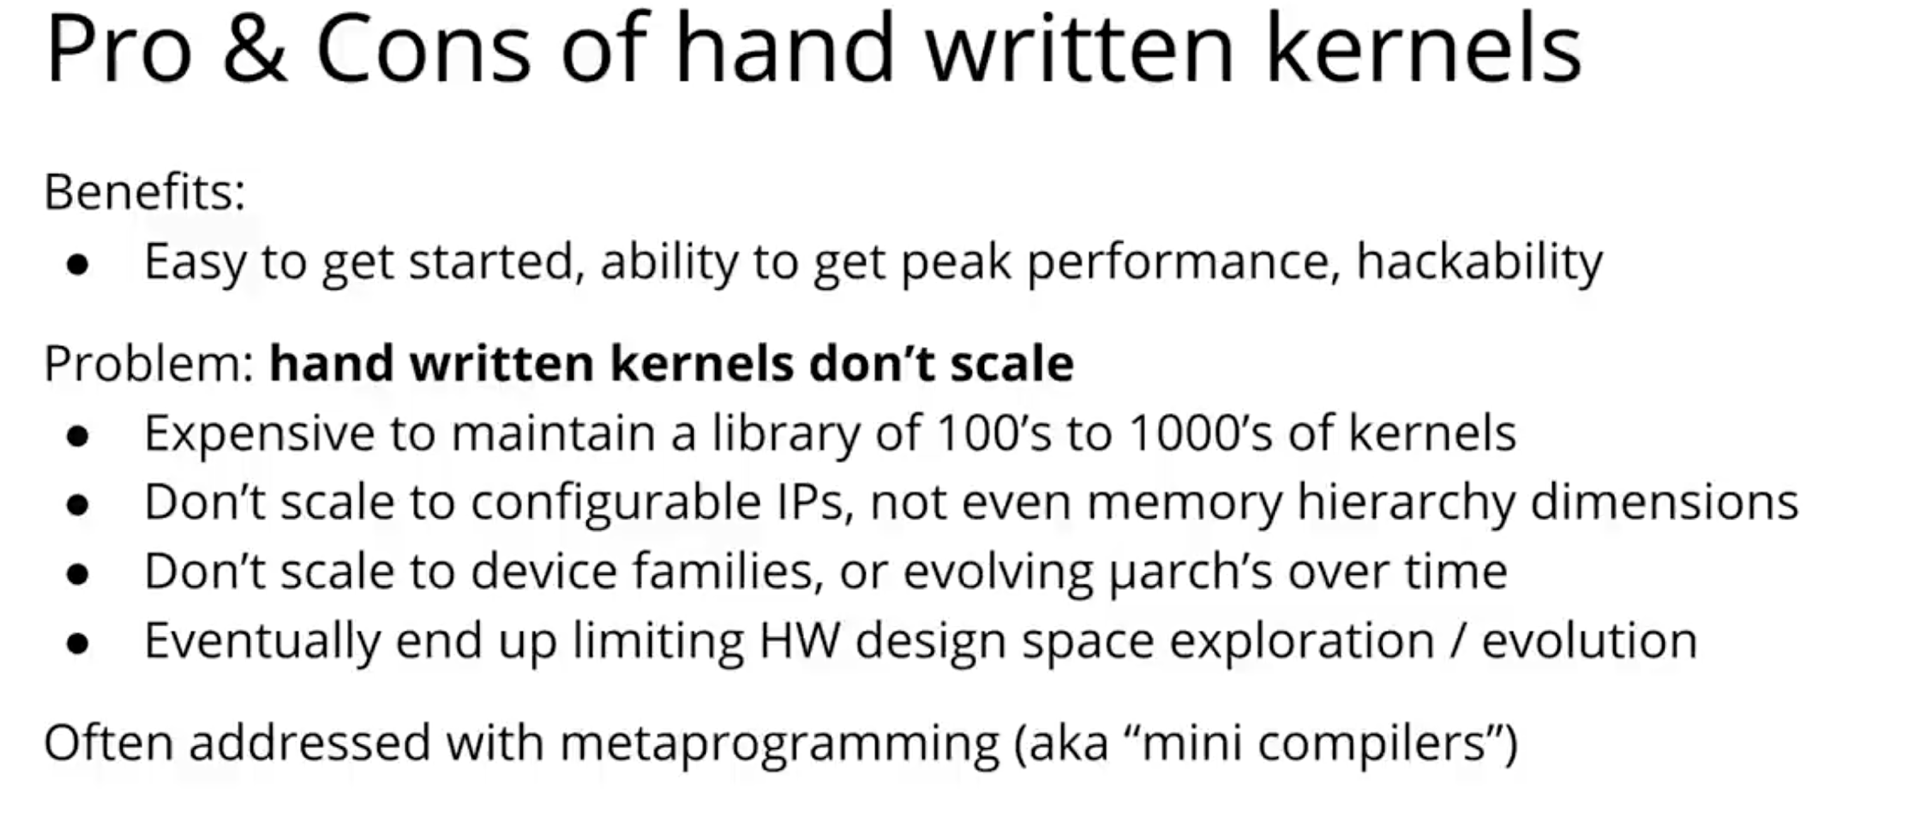 Pro & Cons of hand written kernels
Benefits:
● Easy to get started, ability to get peak performance, hackability
Problem: hand written kernels don’t scale
● Expensive to maintain a library of 100’s to 1000’s of kernels
● Don’t scale to configurable IPs, not even memory hierarchy dimensions
● Don’t scale to device families, or evolving µarch’s over time
● Eventually end up limiting HW design space exploration / evolution
Often addressed with metaprogramming (aka “mini compilers”)